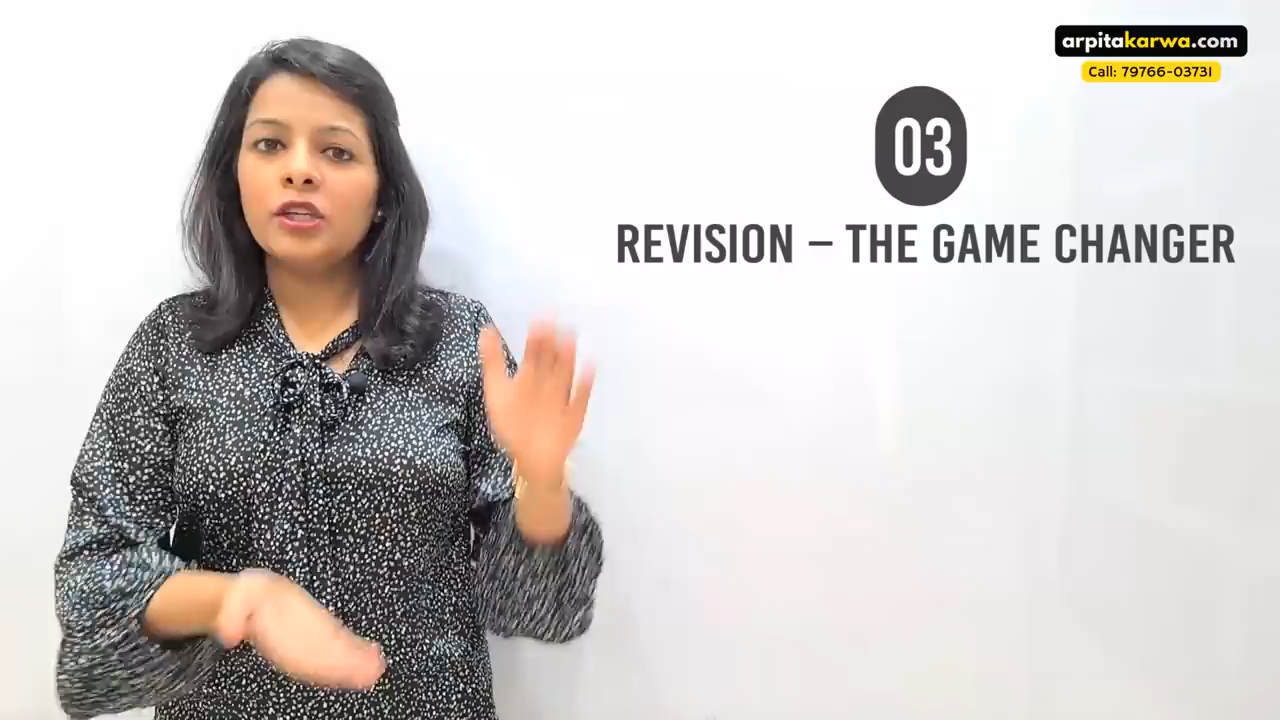 arpitakarwa.com
Call: 79766-03731
03
REVISION – THE GAME CHANGER